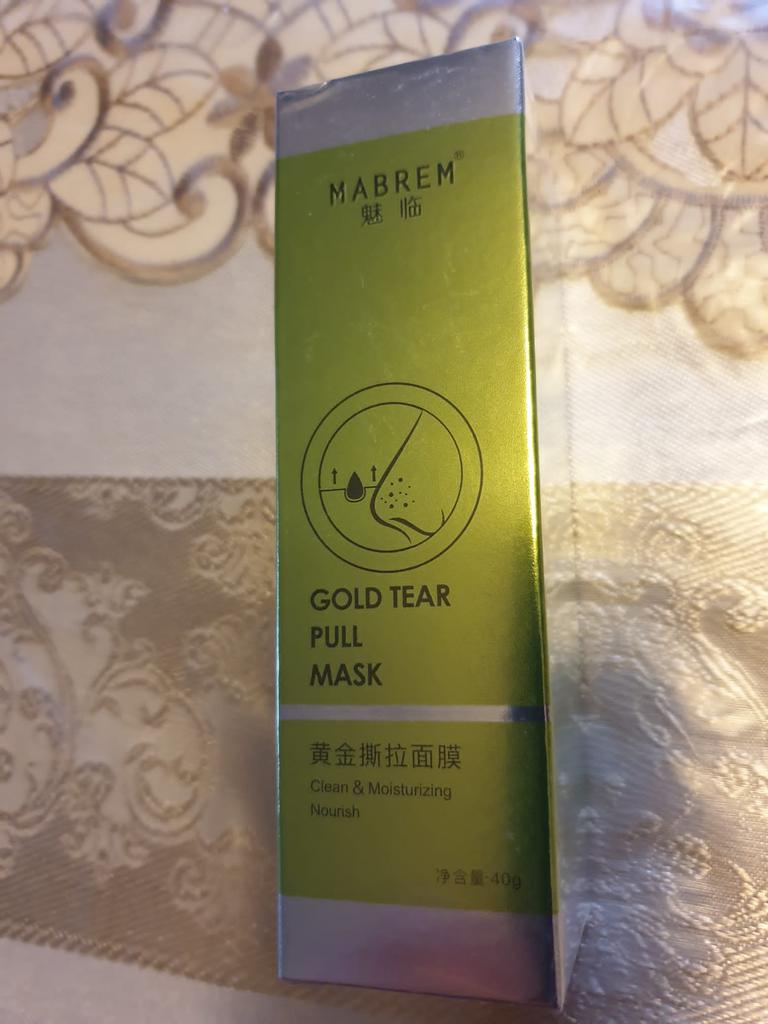 MABREM®
魅临
GOLD TEAR
PULL
MASK
黄金撕拉面膜
Clean & Moisturizing
Nourish
净含量:40g